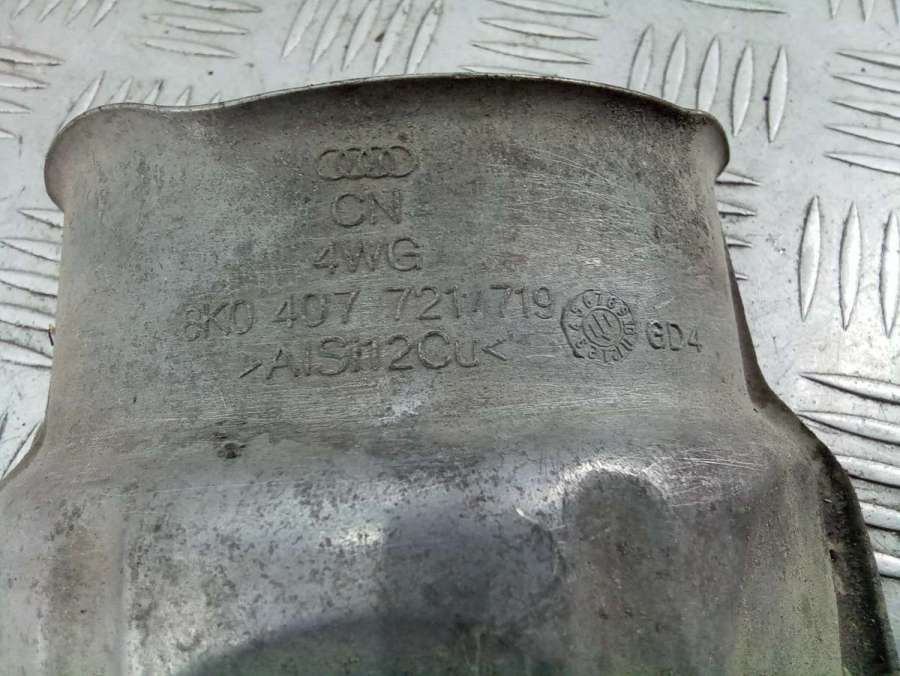 CN
4WG
8K0 407 721/719
>AlSi12Cu<
GD4